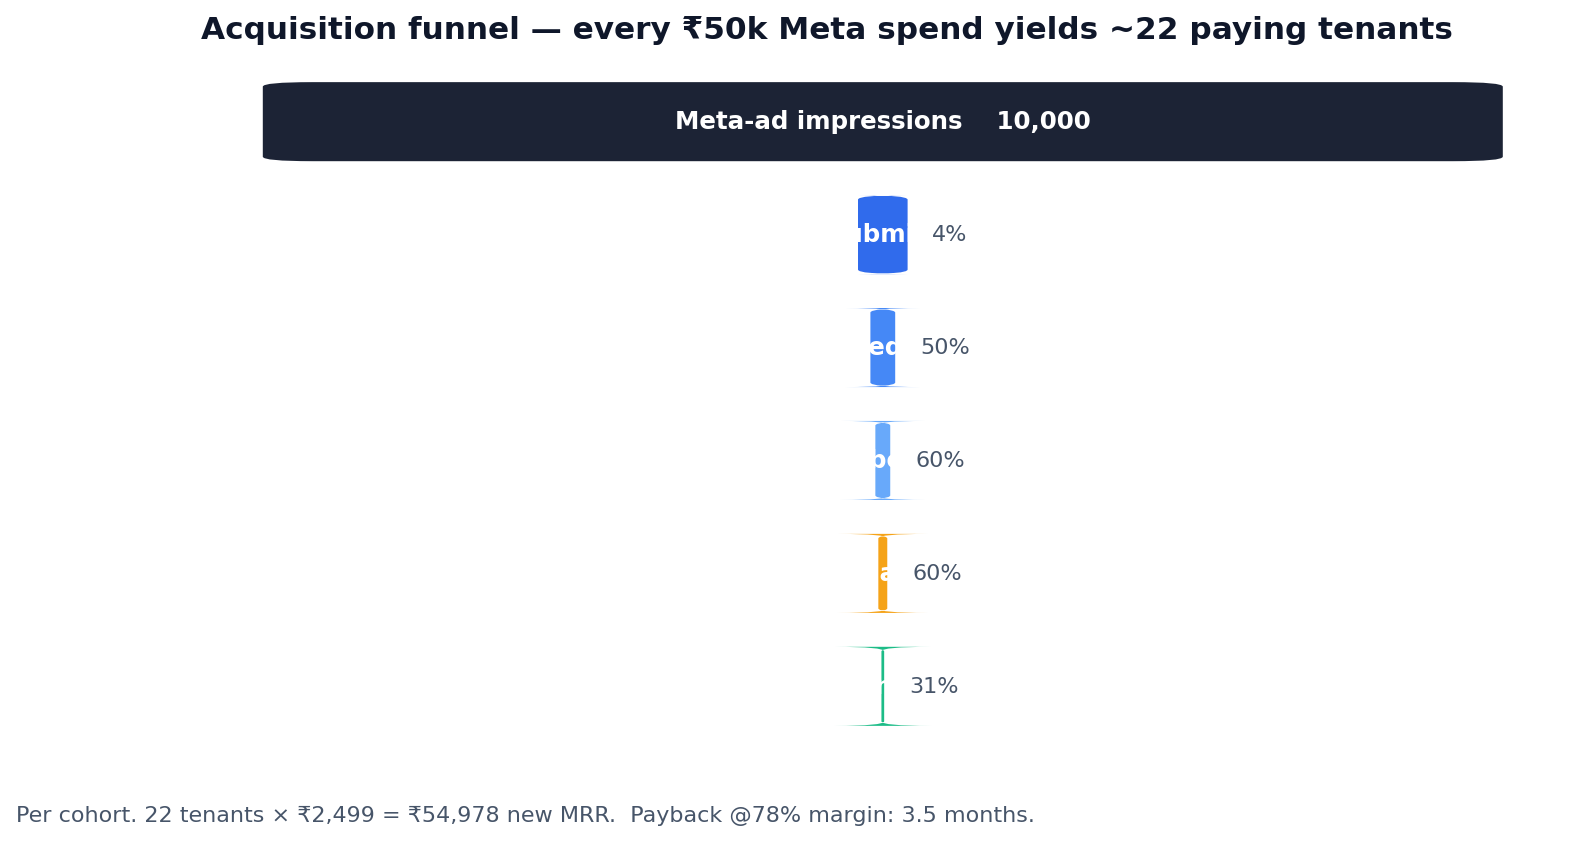 Acquisition funnel — every ₹50k Meta spend yields ~22 paying tenants
Meta-ad impressions 10,000
4%
50%
60%
60%
31%
Per cohort. 22 tenants × ₹2,499 = ₹54,978 new MRR. Payback @78% margin: 3.5 months.